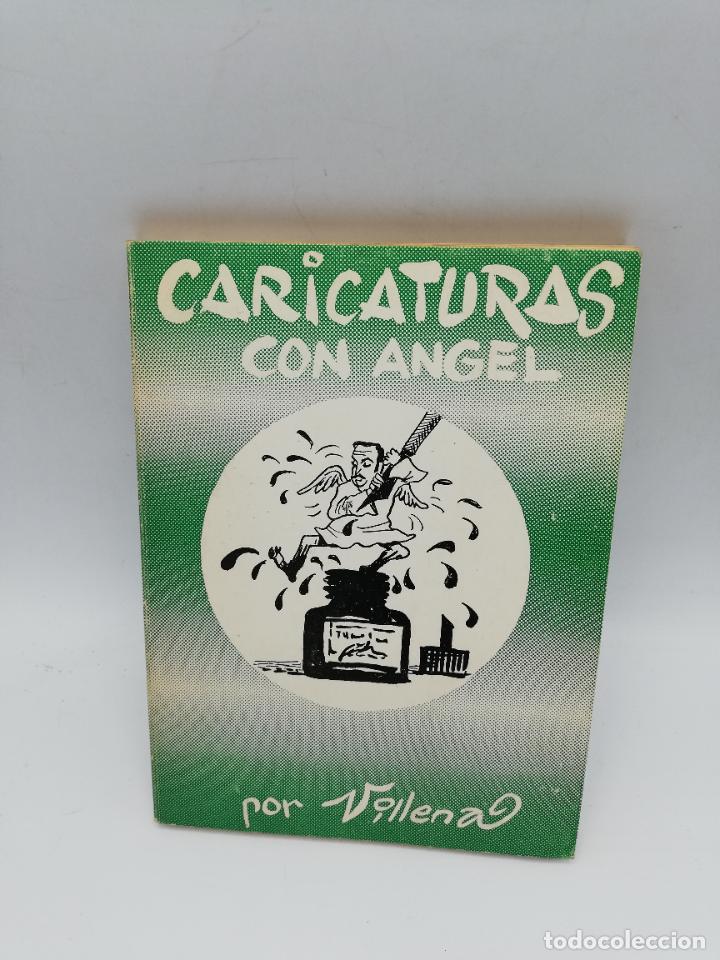 CARICATURAS
CON ANGEL
por Villena
todocoleccion